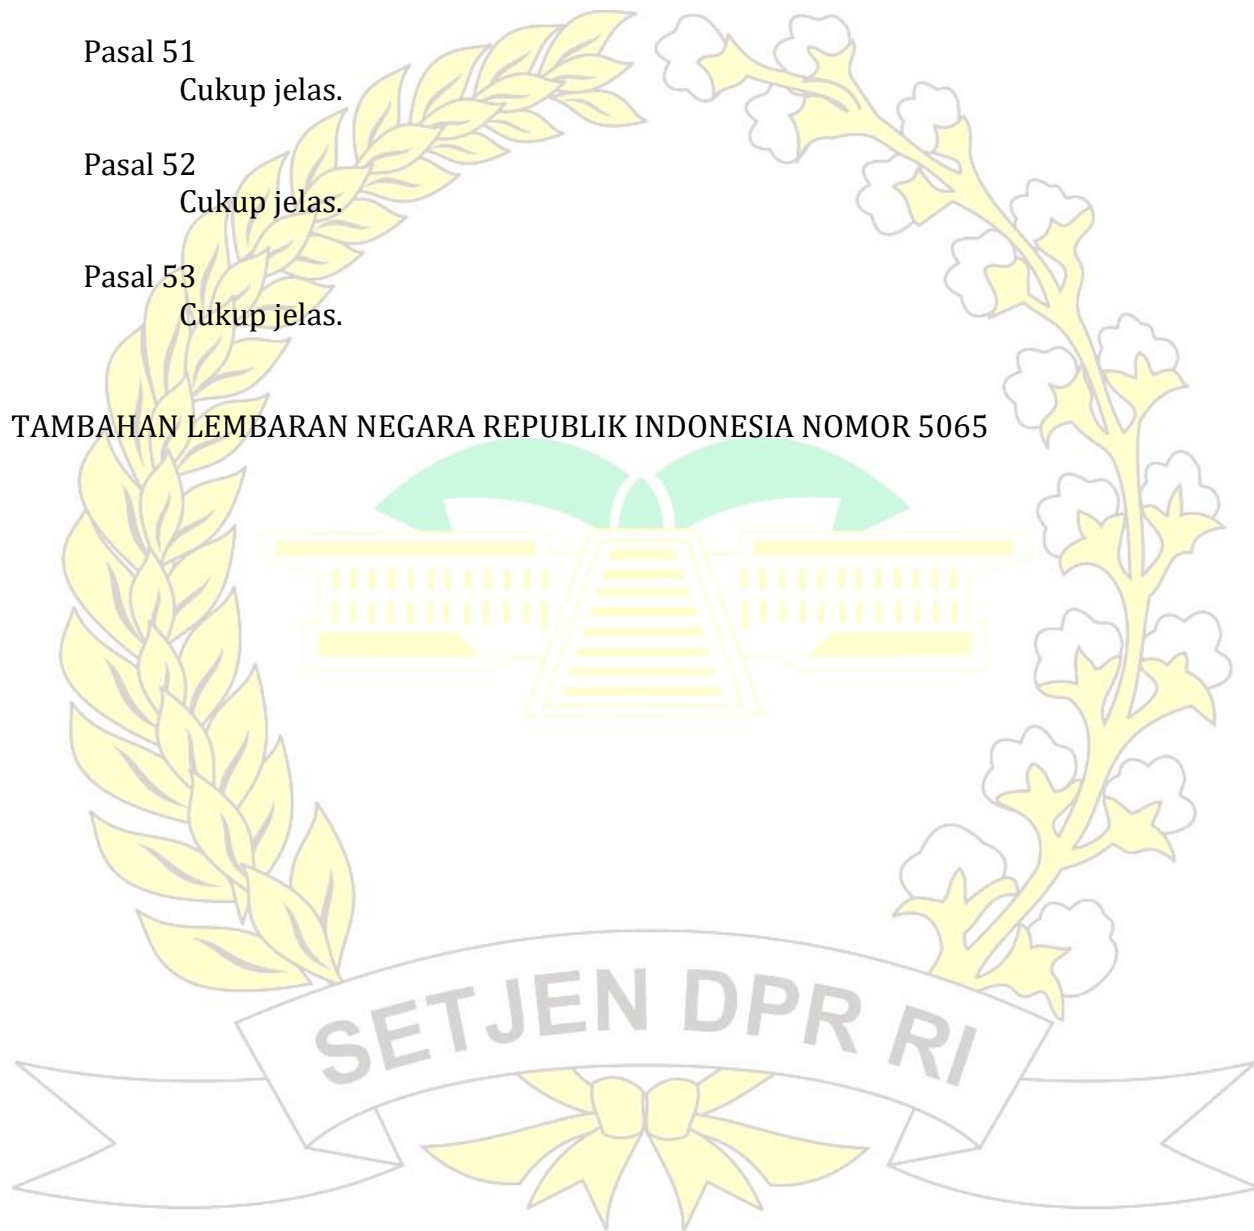 Pasal 51
Cukup jelas.
Pasal 52
Cukup jelas.
Pasal 53
Cukup jelas.
TAMBAHAN LEMBARAN NEGARA REPUBLIK INDONESIA NOMOR 5065
SETJEN DPR RI